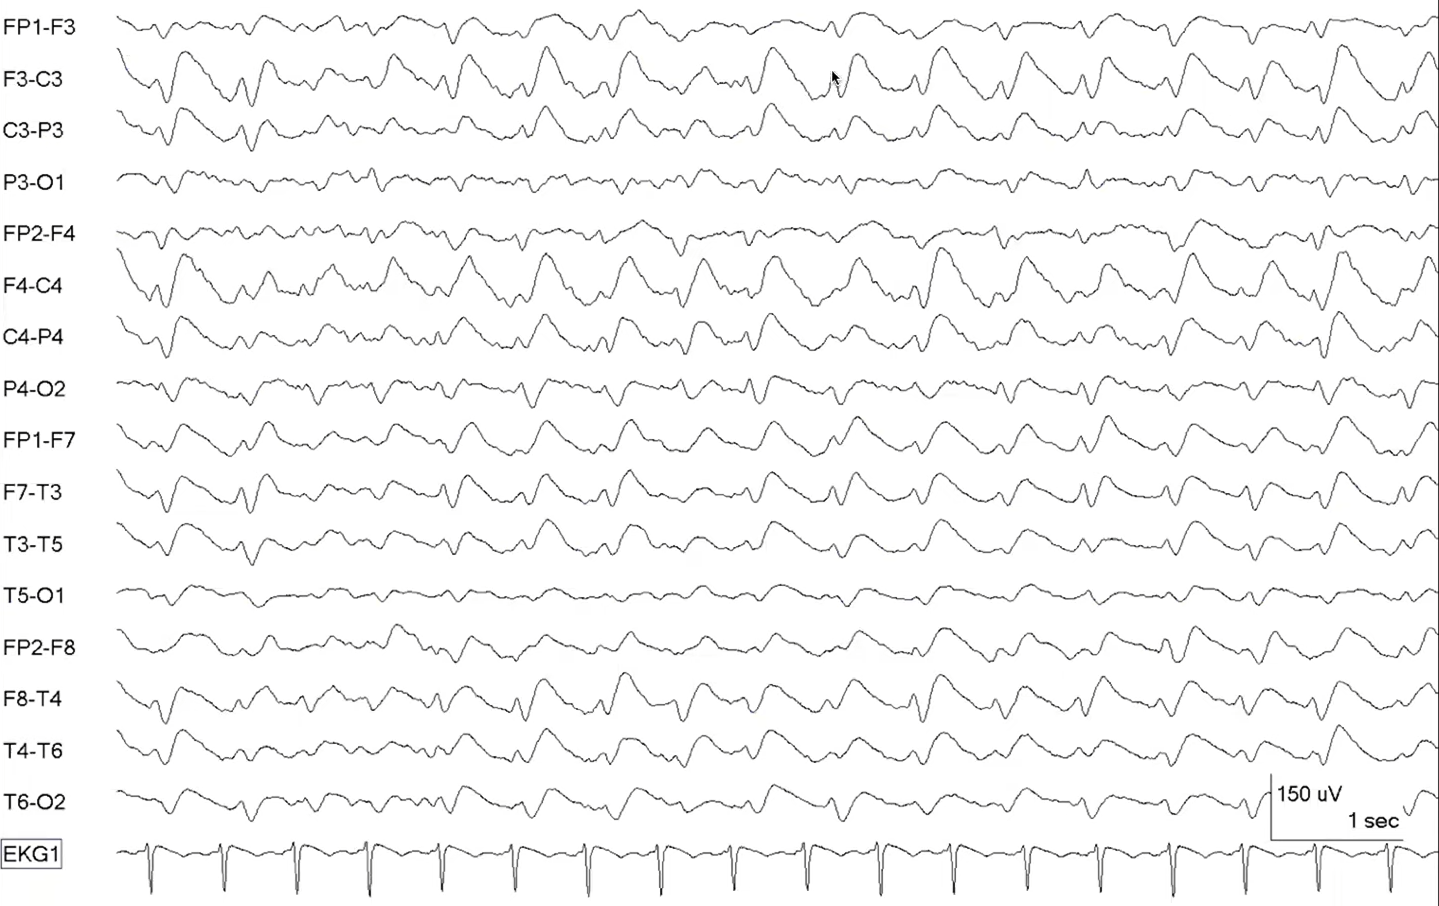 FP1-F3
F3-C3
C3-P3
P3-O1
FP2-F4
F4-C4
C4-P4
P4-O2
FP1-F7
F7-T3
T3-T5
T5-O1
FP2-F8
F8-T4
T4-T6
T6-O2
150 uV
1 sec
EKG1